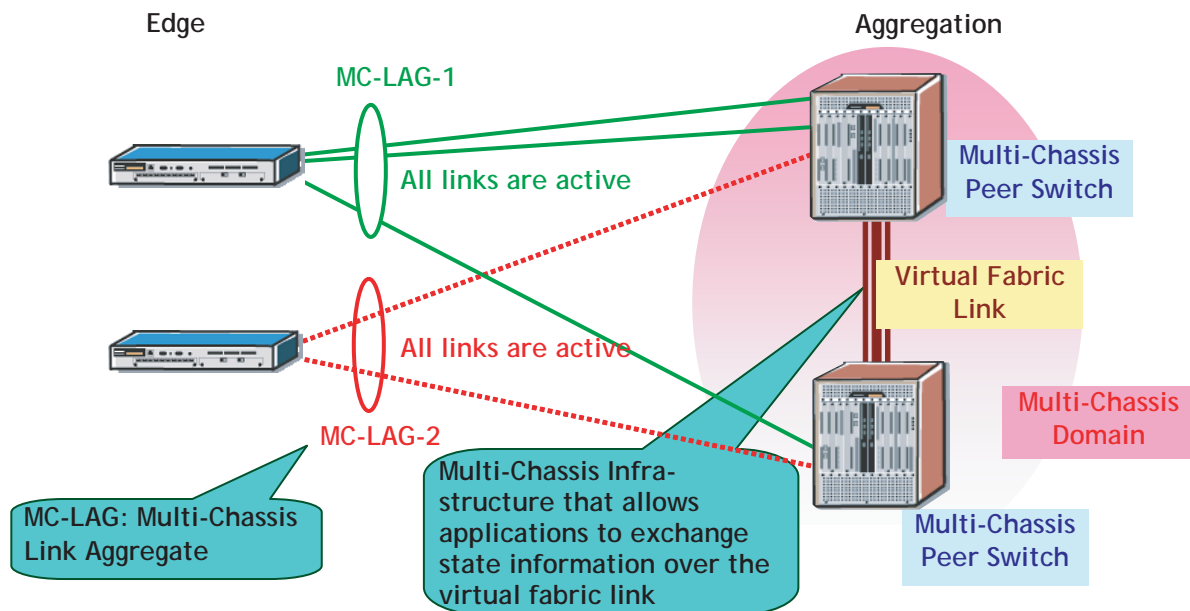 Edge
Aggregation
MC-LAG-1
All links are active
Multi-Chassis
Peer Switch
Virtual Fabric
Link
All links are active
MC-LAG-2
Multi-Chassis
Domain
MC-LAG: Multi-Chassis
Link Aggregate
Multi-Chassis Infra-
structure that allows
applications to exchange
state information over the
virtual fabric link
Multi-Chassis
Peer Switch